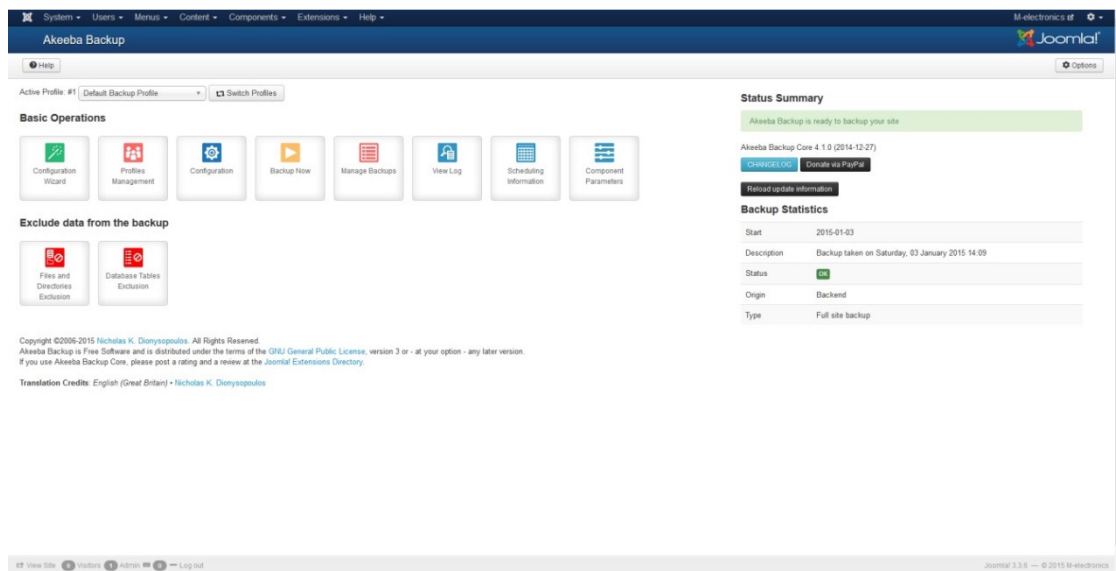 System Users Menus Content Components Extensions Help
M-electronics
Akeeba Backup
Joomla!
Help
Options
Active Profile: #1 Default Backup Profile Switch Profiles
Basic Operations
Configuration Wizard
Profiles Management
Configuration
Backup Now
Manage Backups
View Log
Scheduling Information
Component Parameters
Exclude data from the backup
Files and Directories Exclusion
Database Tables Exclusion
Status Summary
Akeeba Backup is ready to backup your site
Akeeba Backup Core 4.1.0 (2014-12-27)
CHANGELOG Donate via PayPal
Reload update information
Backup Statistics
Start 2015-01-03
Description Backup taken on Saturday, 03 January 2015 14:09
Status OK
Origin Backend
Type Full site backup
Copyright ©2006-2015 Nicholas K. Dionysopoulos. All Rights Reserved.
Akeeba Backup is Free Software and is distributed under the terms of the GNU General Public License, version 3 or - at your option - any later version.
If you use Akeeba Backup Core, please post a rating and a review at the Joomla! Extensions Directory.
Translation Credits: English (Great Britain) • Nicholas K. Dionysopoulos
View Site 0 Visitors 1 Admin 0 Log out
Joomla! 3.3.6 — © 2015 M-electronics